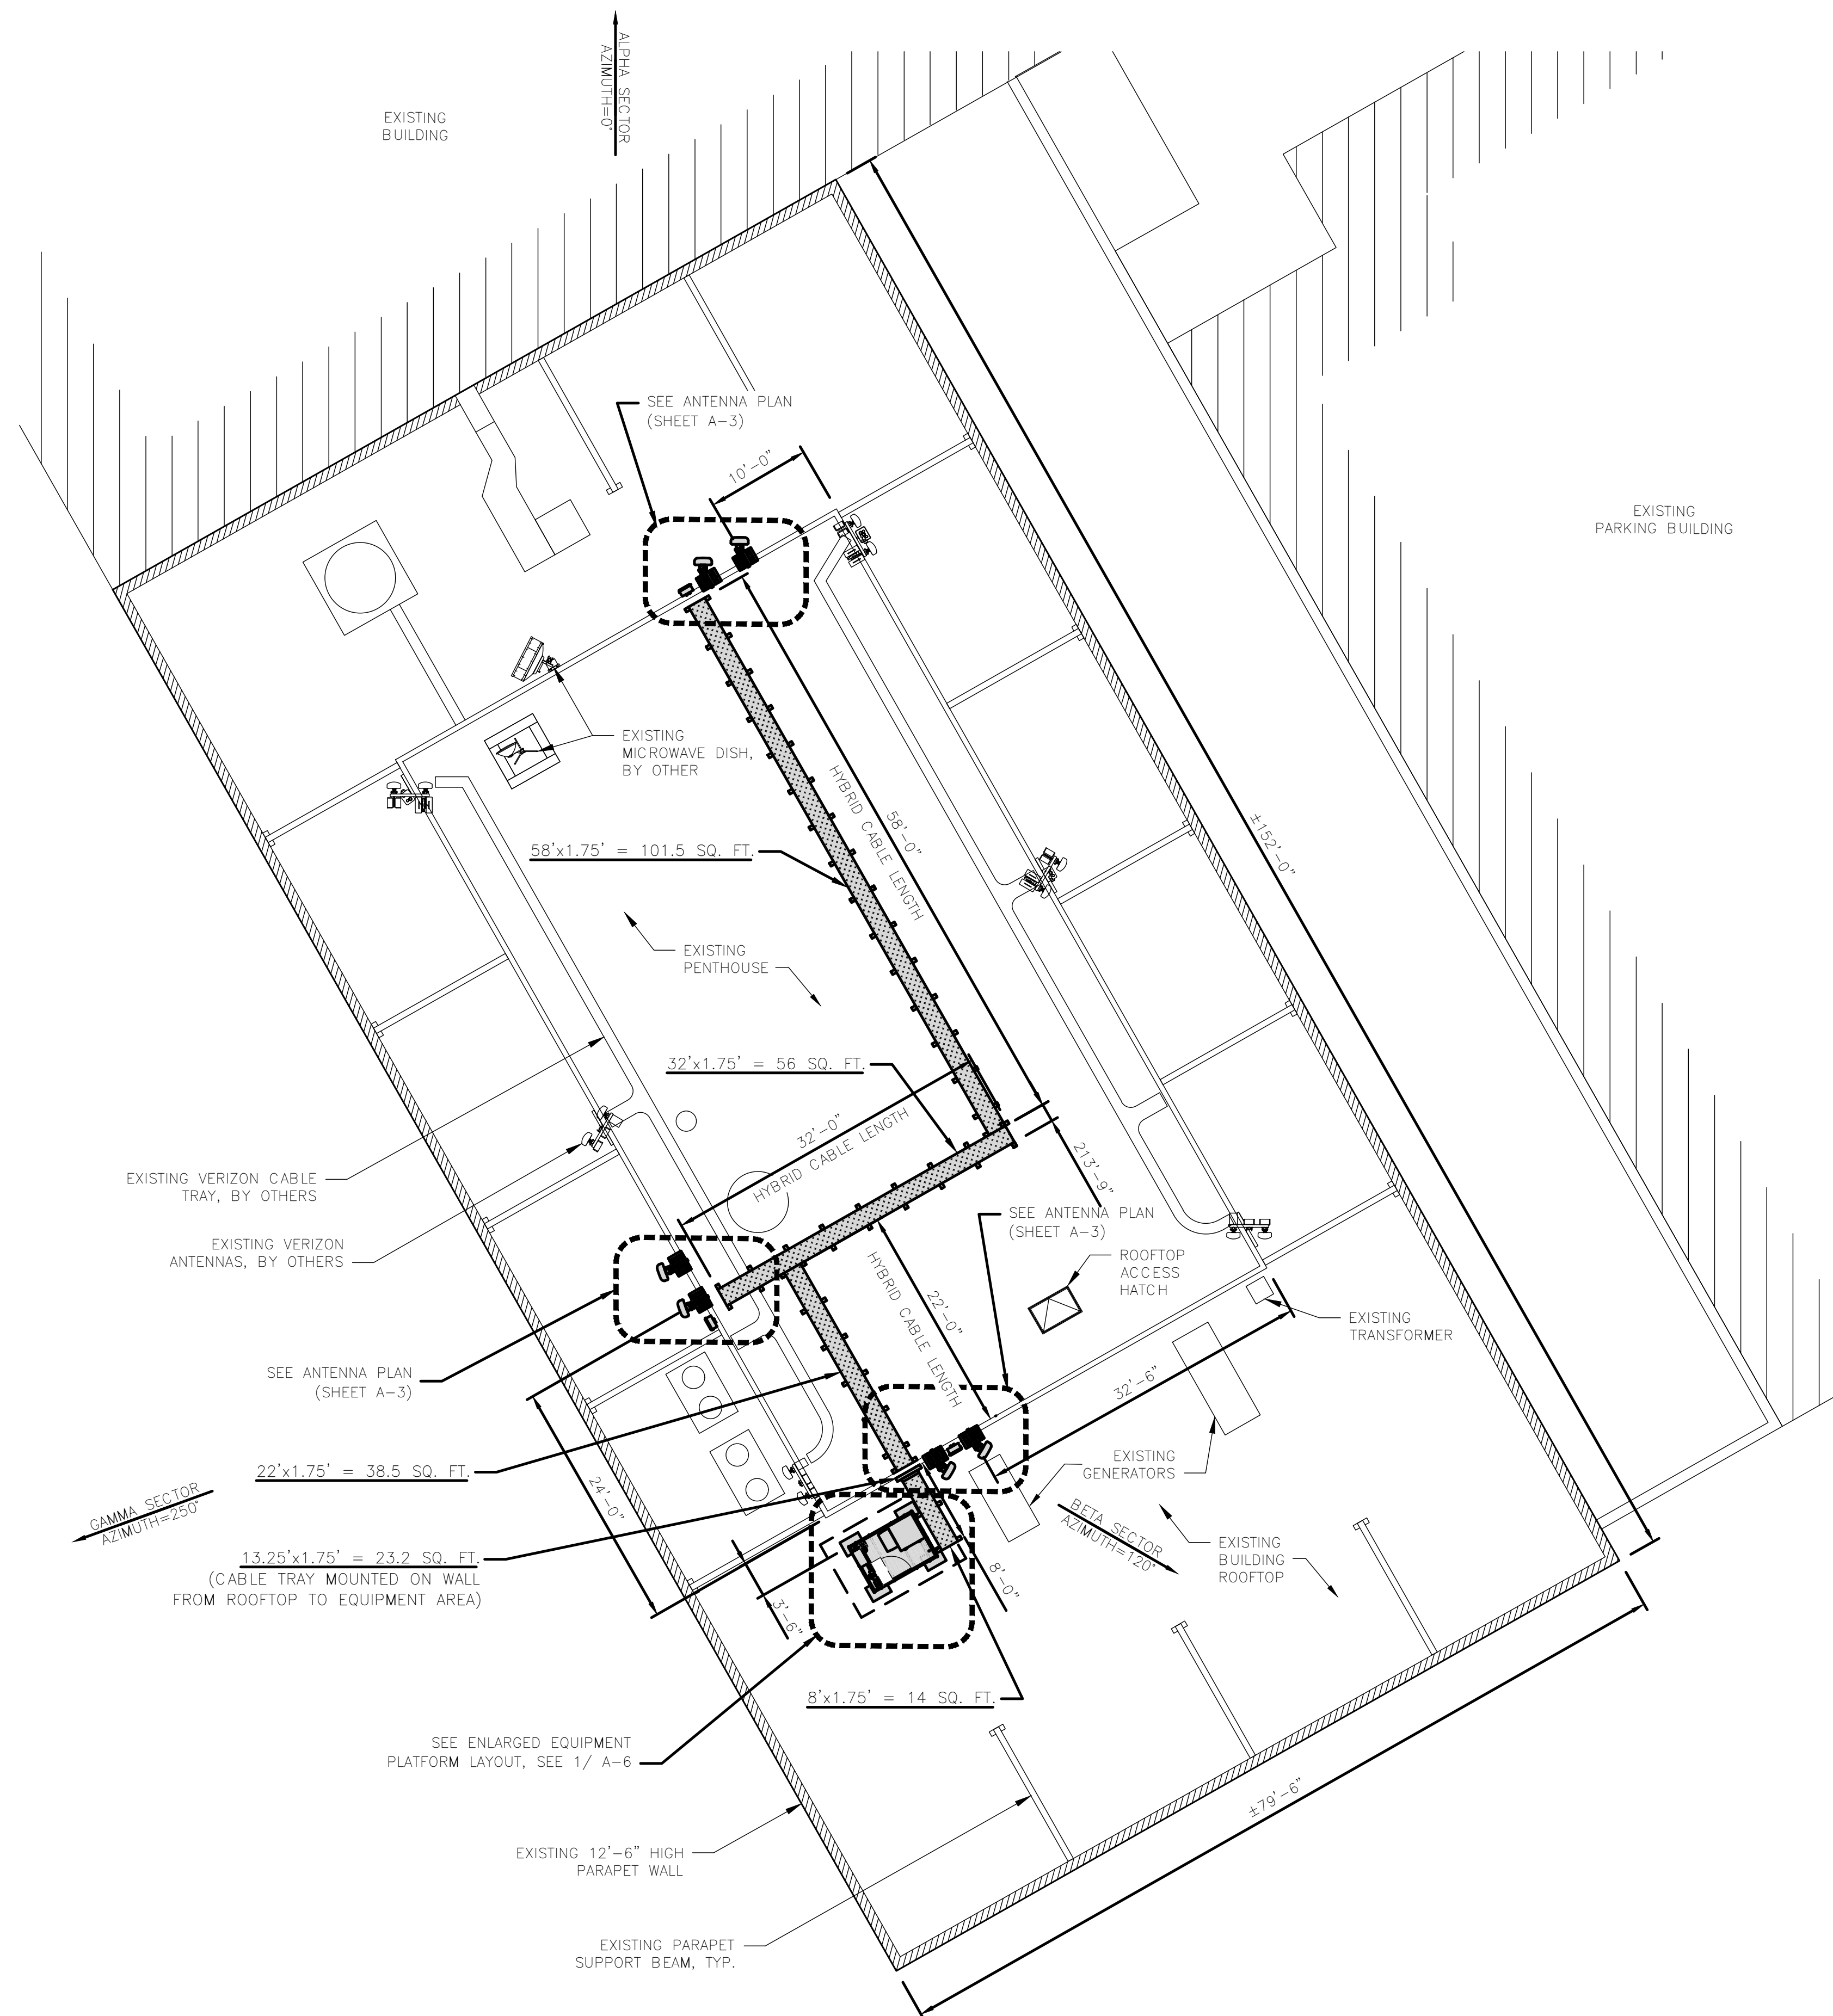 ALPHA SECTOR
AZIMUTH=0°
EXISTING
BUILDING
SEE ANTENNA PLAN
(SHEET A-3)
10'-0"
EXISTING
PARKING BUILDING
EXISTING
MICROWAVE DISH,
BY OTHER
58'-0"
HYBRID CABLE LENGTH
±152'-0"
58'x1.75' = 101.5 SQ. FT.
EXISTING
PENTHOUSE
32'x1.75' = 56 SQ. FT.
32'-0"
HYBRID CABLE LENGTH
213'-9"
EXISTING VERIZON CABLE
TRAY, BY OTHERS
EXISTING VERIZON
ANTENNAS, BY OTHERS
SEE ANTENNA PLAN
(SHEET A-3)
ROOFTOP
ACCESS
HATCH
22'-0"
HYBRID CABLE LENGTH
EXISTING
TRANSFORMER
SEE ANTENNA PLAN
(SHEET A-3)
32'-6"
22'x1.75' = 38.5 SQ. FT.
EXISTING
GENERATORS
24'-0"
GAMMA SECTOR
AZIMUTH=250°
BETA SECTOR
AZIMUTH=120°
EXISTING
BUILDING
ROOFTOP
13.25'x1.75' = 23.2 SQ. FT.
(CABLE TRAY MOUNTED ON WALL
FROM ROOFTOP TO EQUIPMENT AREA)
8'-0"
3'-6"
8'x1.75' = 14 SQ. FT.
SEE ENLARGED EQUIPMENT
PLATFORM LAYOUT, SEE 1/ A-6
±79'-6"
EXISTING 12'-6" HIGH
PARAPET WALL
EXISTING PARAPET
SUPPORT BEAM, TYP.